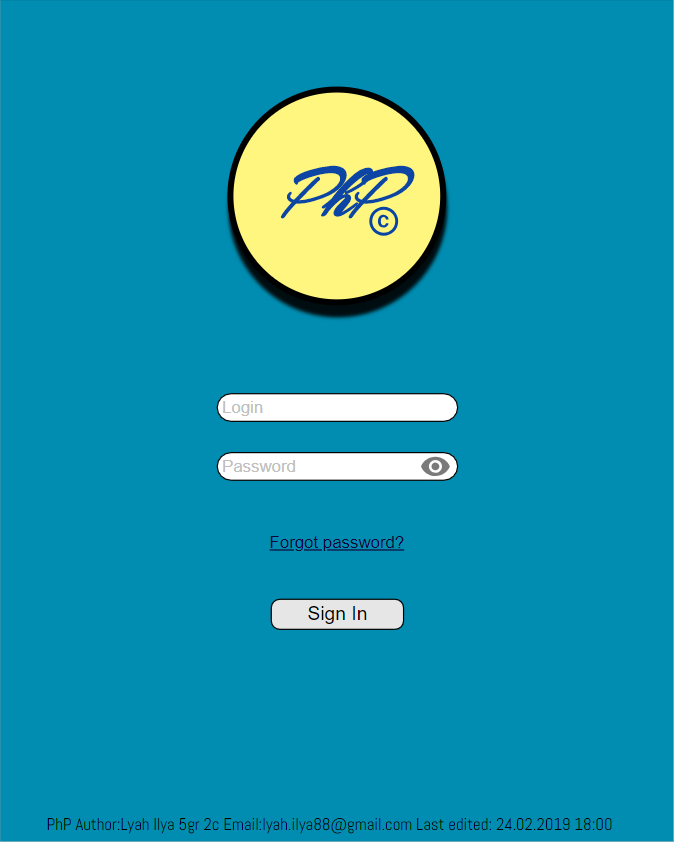 PhP
©
Login
Password
Forgot password?
Sign In
PhP Author:Lyah Ilya 5gr 2c Email:lyah.ilya88@gmail.com Last edited: 24.02.2019 18:00